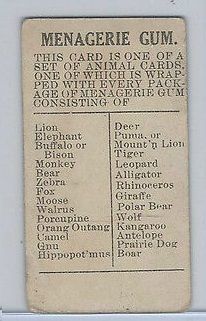 MENAGERIE GUM.
THIS CARD IS ONE OF A
SET OF ANIMAL CARDS,
ONE OF WHICH IS WRAP-
PED WITH EVERY PACK-
AGE OF MENAGERIE GUM
CONSISTING OF
Lion
Elephant
Buffalo or
Bison
Monkey
Bear
Zebra
Fox
Moose
Walrus
Porcupine
Orang Outang
Camel
Gnu
Hippopot'mus
Deer
Puma, or
Mount'n Lion
Tiger
Leopard
Alligator
Rhinoceros
Giraffe
Polar Bear
Wolf
Kangaroo
Antelope
Prairie Dog
Boar